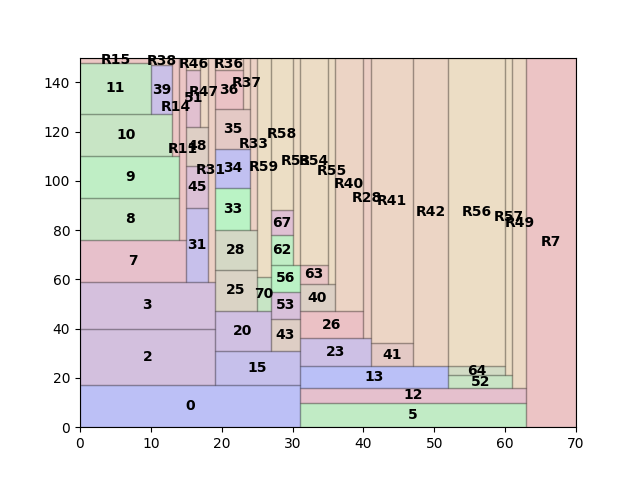 R15 R38 R46 R36
140 11 39 51 R47 36 R37
R14
120 10 R11 48 35 R33 R58
100 9 45 R31 34 R59 R53 R54 R55 R40 R28 R41
80 8 33 67 R42 R56 R57 R49 R7
60 7 31 28 62
3 25 70 56 63
40 53 40
2 20 43 26
20 15 23 41
13 64
52
0 12
5
0
0 10 20 30 40 50 60 70